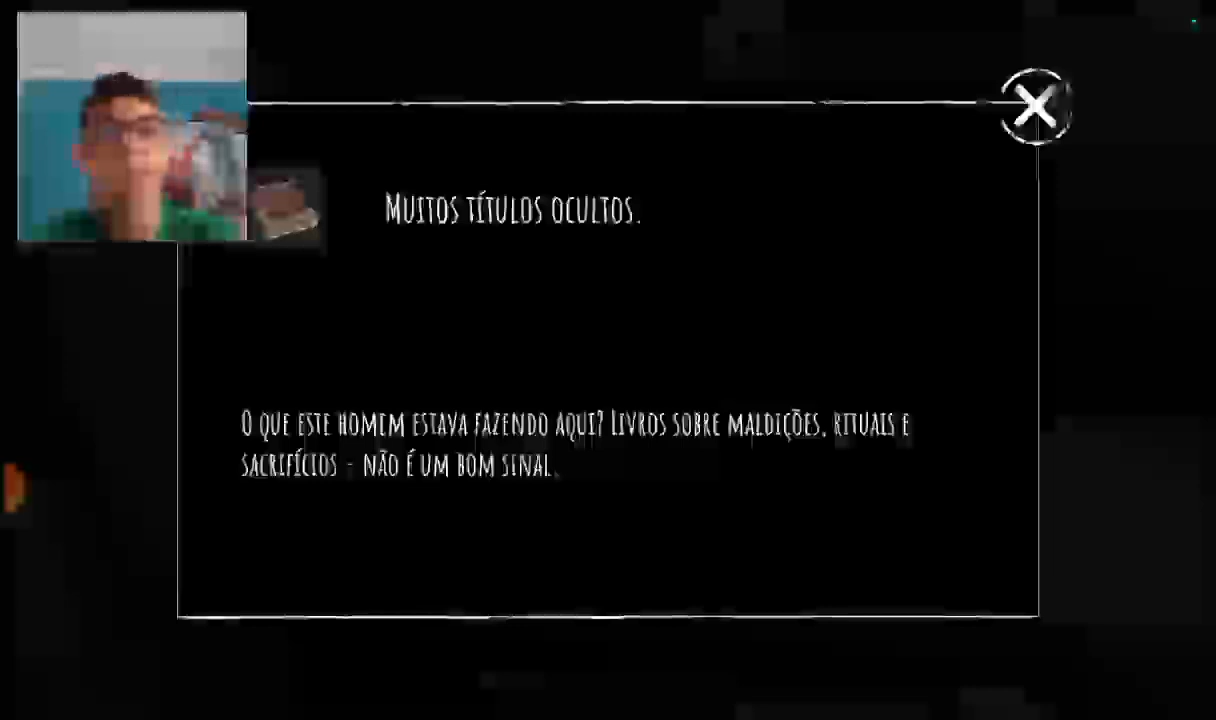 Muitos títulos ocultos.
O que este homem estava fazendo aqui? Livros sobre maldições, rituais e
sacrifícios - não é um bom sinal.